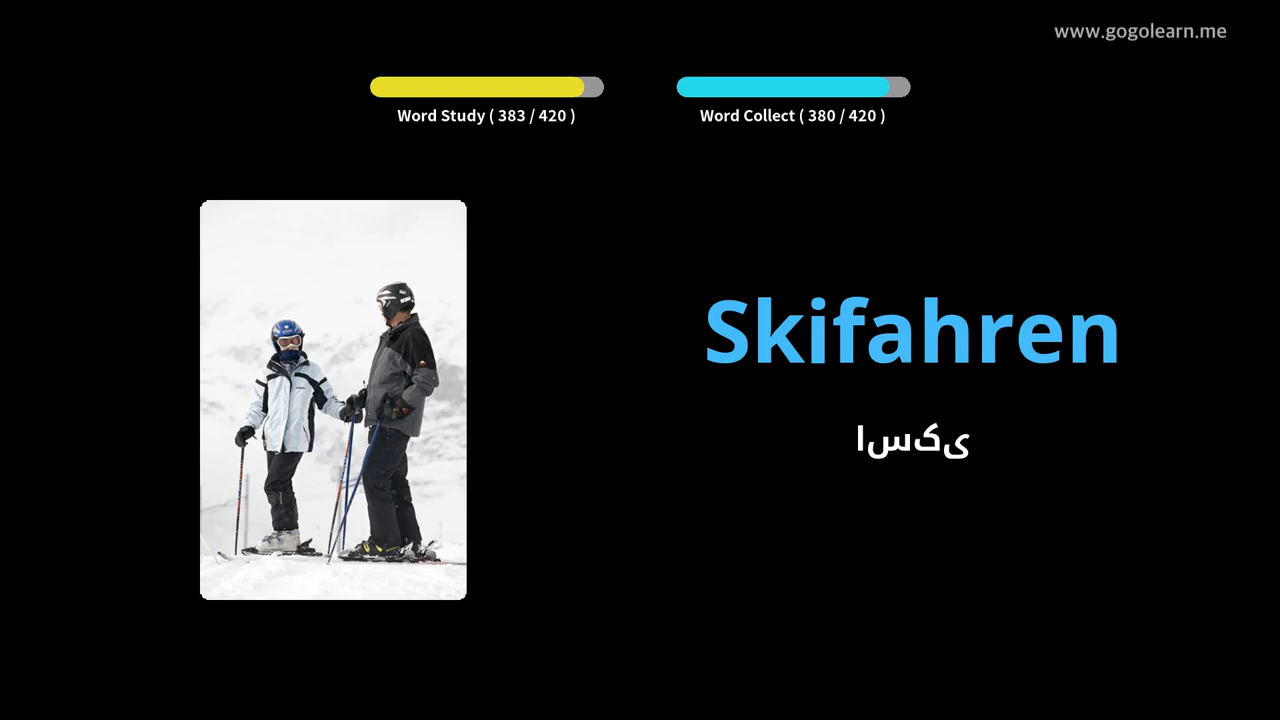 www.gogolearn.me
Word Study ( 383 / 420 )
Word Collect ( 380 / 420 )
Skifahren
اسکی